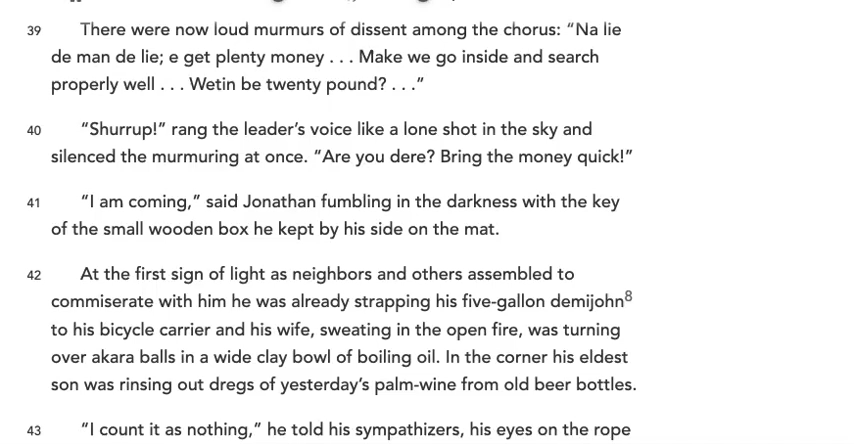 39 There were now loud murmurs of dissent among the chorus: “Na lie
de man de lie; e get plenty money . . . Make we go inside and search
properly well . . . Wetin be twenty pound? . . .”
40 “Shurrup!” rang the leader’s voice like a lone shot in the sky and
silenced the murmuring at once. “Are you dere? Bring the money quick!”
41 “I am coming,” said Jonathan fumbling in the darkness with the key
of the small wooden box he kept by his side on the mat.
42 At the first sign of light as neighbors and others assembled to
commiserate with him he was already strapping his five-gallon demijohn8
to his bicycle carrier and his wife, sweating in the open fire, was turning
over akara balls in a wide clay bowl of boiling oil. In the corner his eldest
son was rinsing out dregs of yesterday’s palm-wine from old beer bottles.
43 “I count it as nothing,” he told his sympathizers, his eyes on the rope